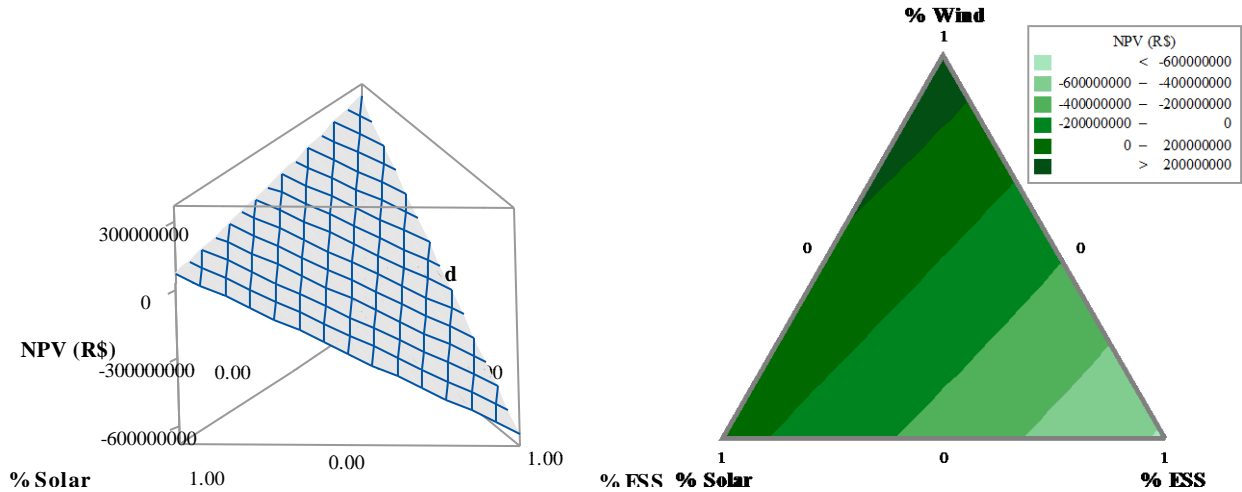 300000000
0
NPV (R$)
-300000000
0.00
-600000000
% Solar
1.00
0.00
1.00
% ESS
d
00
% Wind
1
0
0
1
0
1
% Solar
% ESS
NPV (R$)
< -600000000
-600000000 – -400000000
-400000000 – -200000000
-200000000 – 0
0 – 200000000
> 200000000